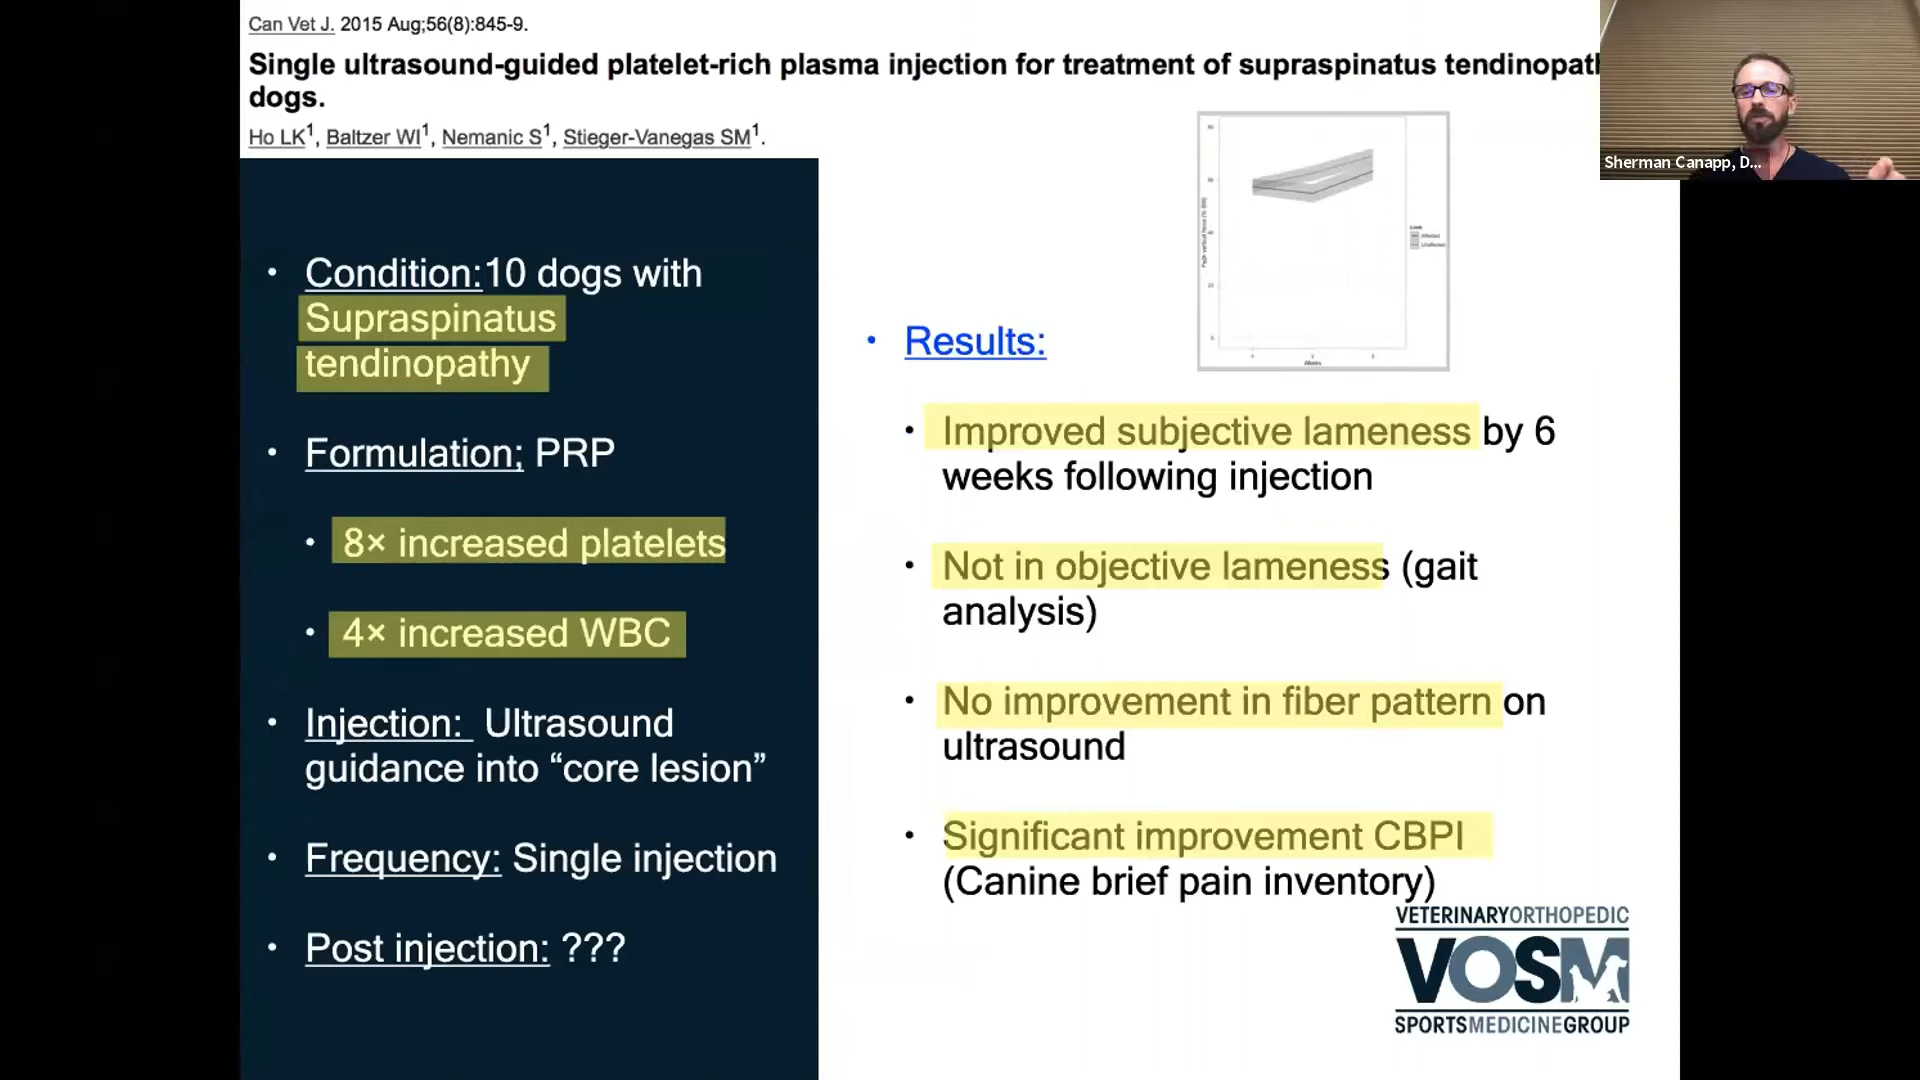 Can Vet J. 2015 Aug;56(8):845-9.
Single ultrasound-guided platelet-rich plasma injection for treatment of supraspinatus
dogs.
Ho LK1, Baltzer WI1, Nemanic S1, Stieger-Vanegas SM1.
Sherman Canapp, D...
• Condition:10 dogs with
Supraspinatus
tendinopathy
• Formulation; PRP
• 8× increased platelets
• 4× increased WBC
• Injection: Ultrasound
guidance into “core lesion”
• Frequency: Single injection
• Post injection: ???
• Results:
• Improved subjective lameness by 6
weeks following injection
• Not in objective lameness (gait
analysis)
• No improvement in fiber pattern on
ultrasound
• Significant improvement CBPI
(Canine brief pain inventory)
VETERINARYORTHOPEDIC
VOSM
SPORTSMEDICINEGROUP